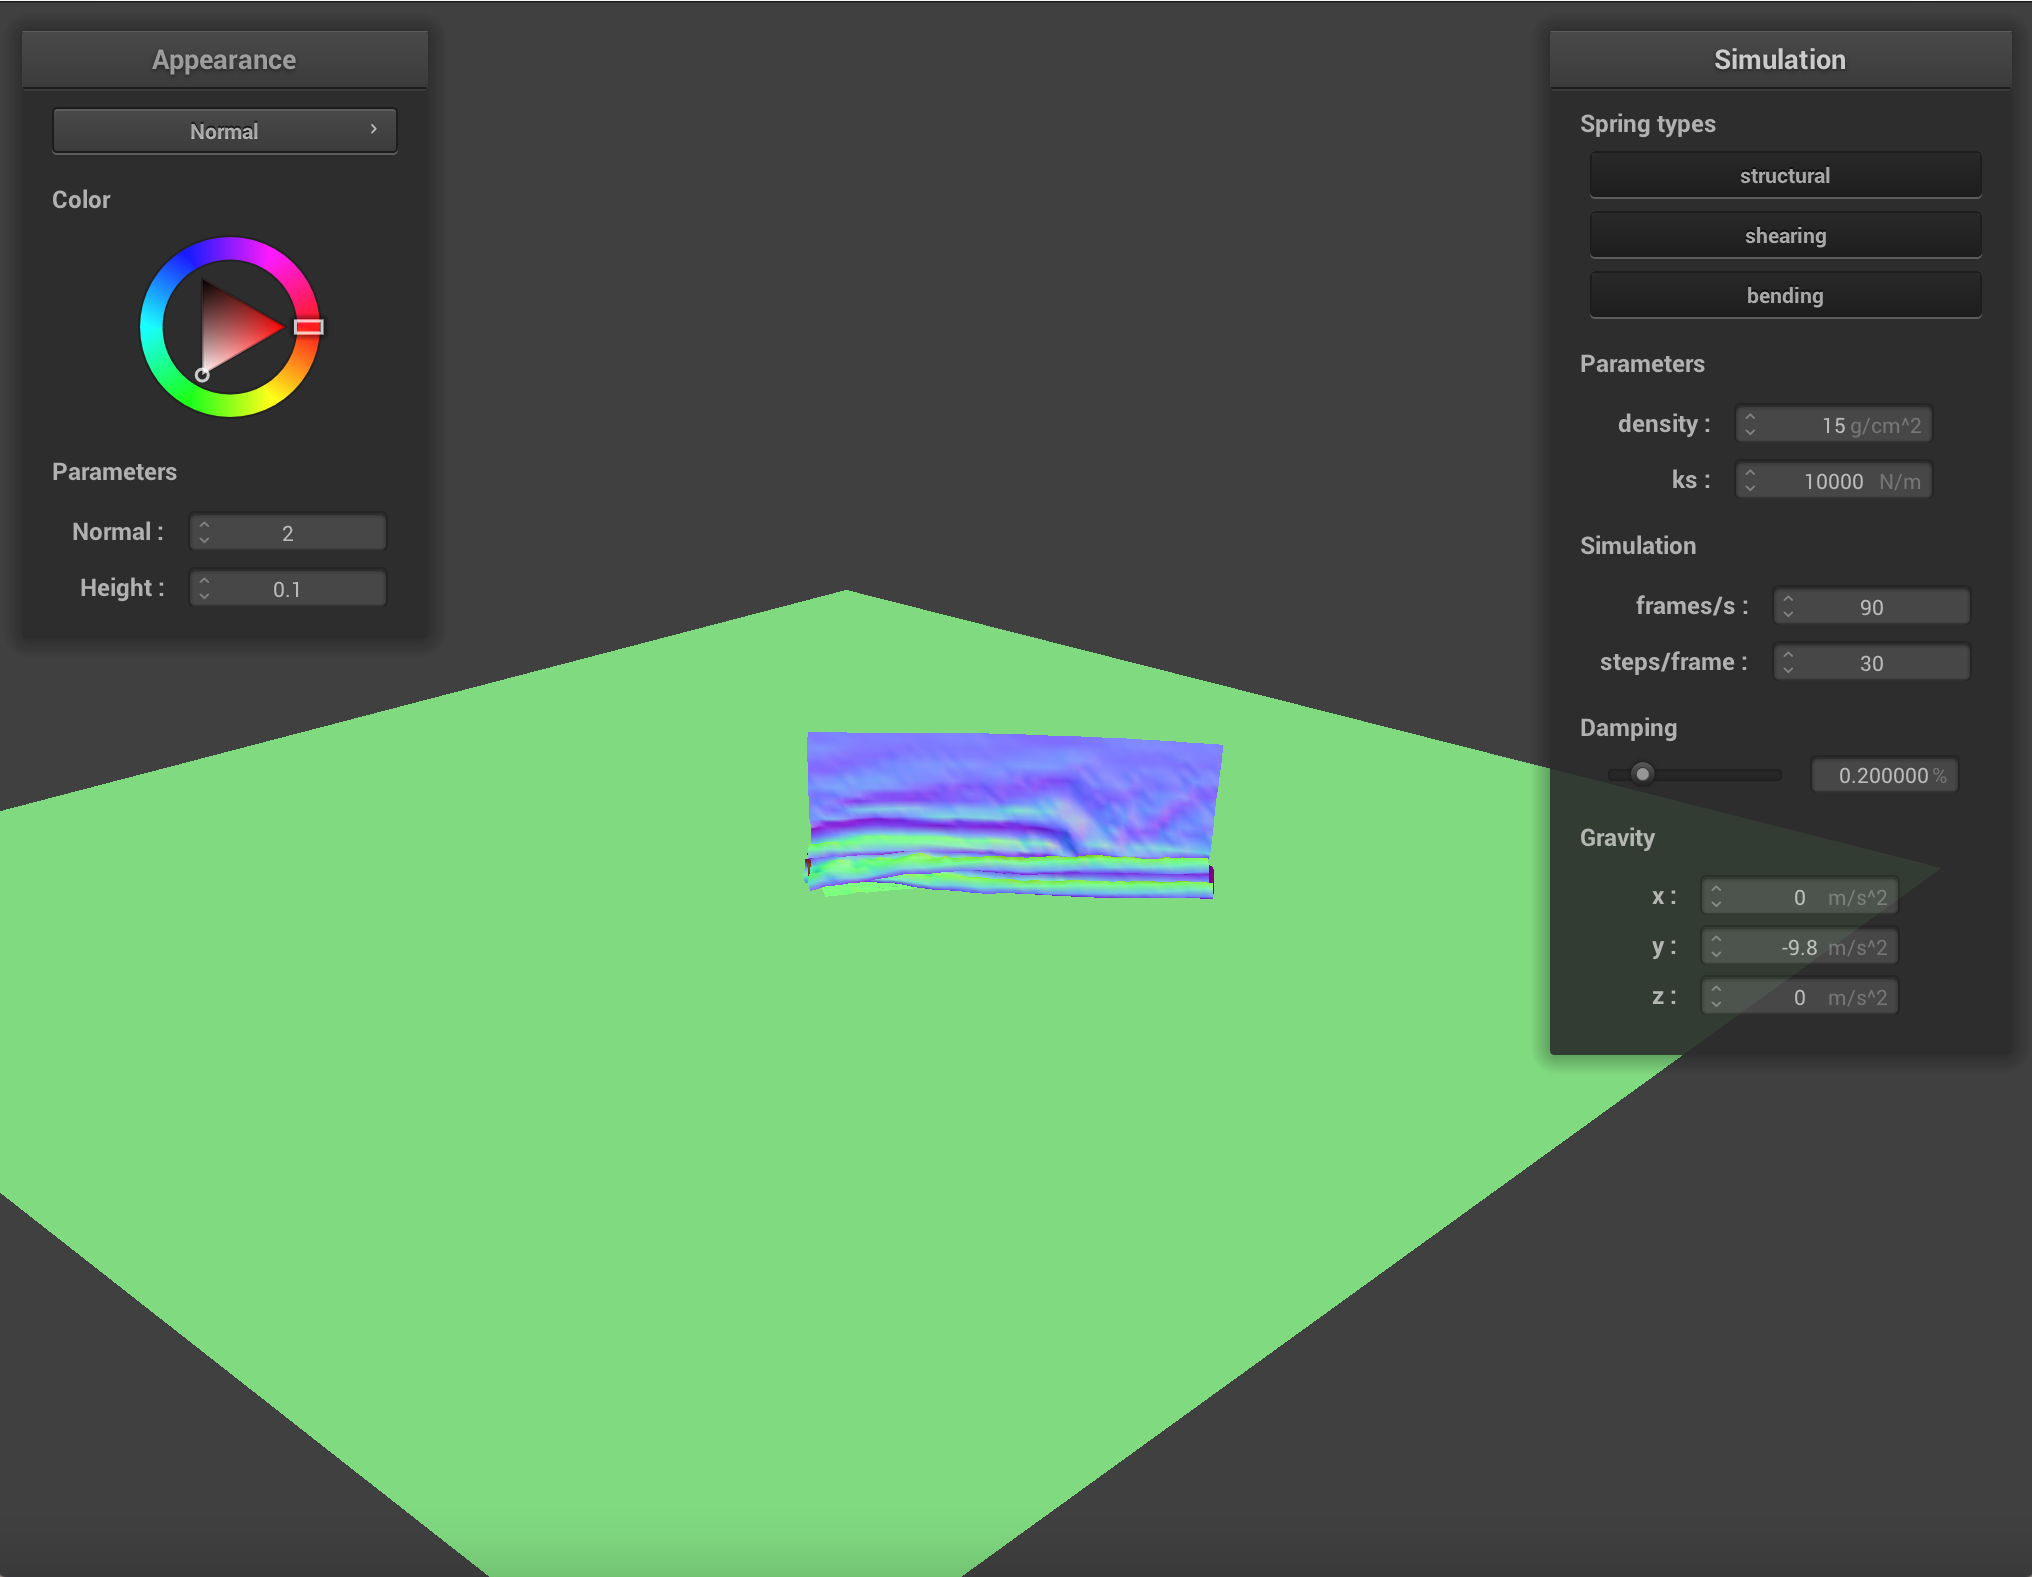 Appearance
Normal
Color
Parameters
Normal : 2
Height : 0.1
Simulation
Spring types
structural
shearing
bending
Parameters
density : 15 g/cm^2
ks : 10000 N/m
Simulation
frames/s : 90
steps/frame : 30
Damping
0.200000 %
Gravity
x : 0 m/s^2
y : -9.8 m/s^2
z : 0 m/s^2